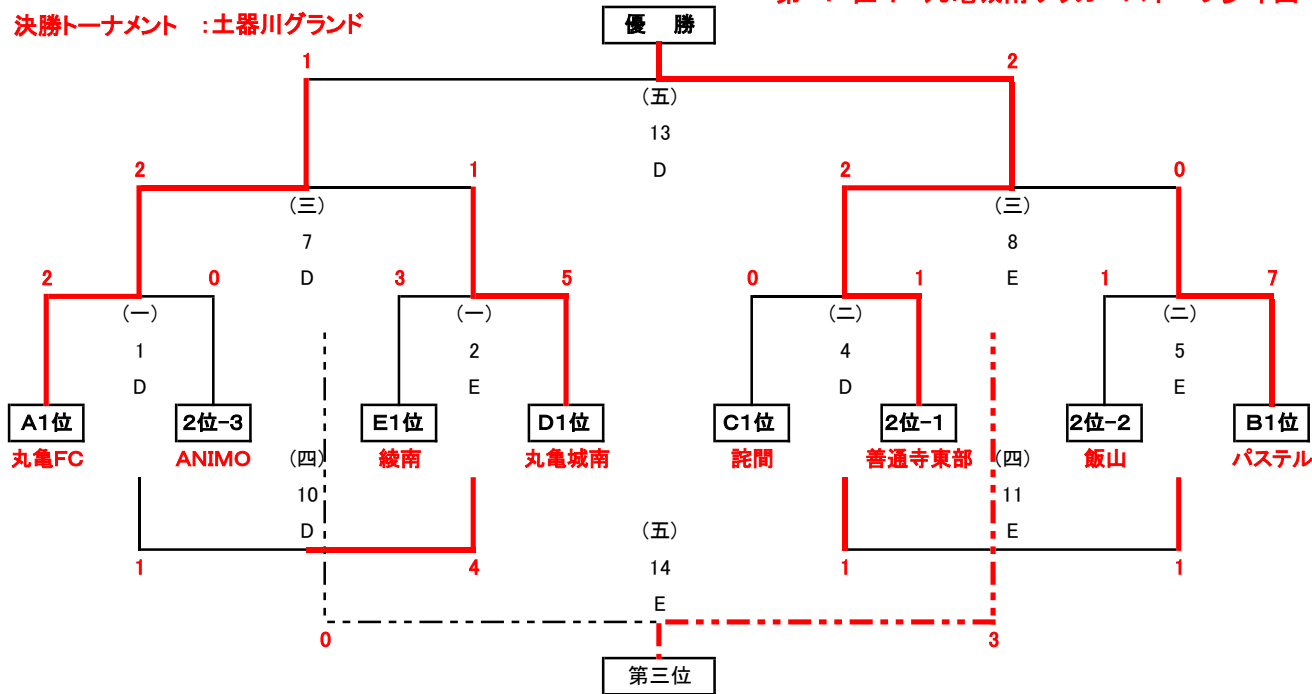 決勝トーナメント ：土器川グランド
優 勝
1 2
(五)
13
D
2 1 2 0
(三) (三)
7 8
D E
2 0 3 5 0 1 1 7
(一) (一) (二) (二)
1 2 4 5
D E D E
A1位 2位-3 E1位 D1位 C1位 2位-1 2位-2 B1位
丸亀FC ANIMO (四) 綾南 丸亀城南 詫間 善通寺東部 (四) 飯山 パステル
10 11
D (五) E
1 4 14 1 1
E
0 3
第三位